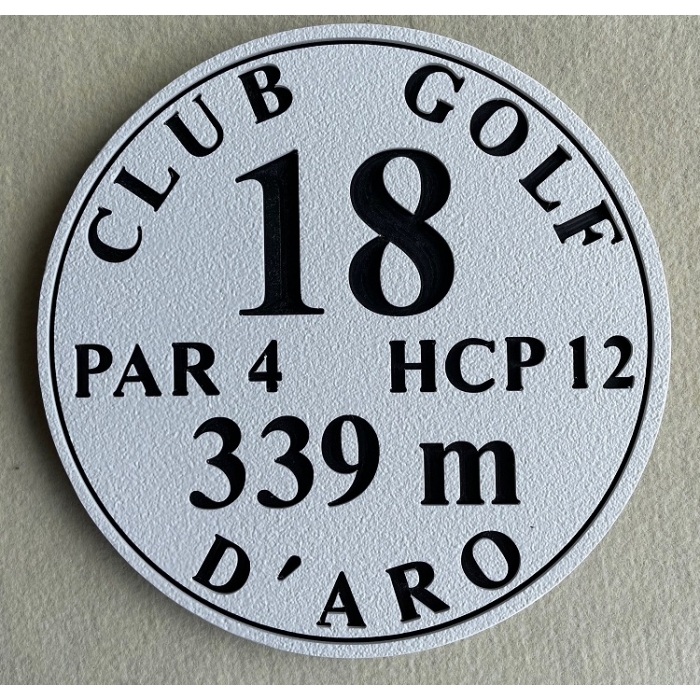 CLUB GOLF
18
PAR 4 HCP 12
339 m
D'ARO